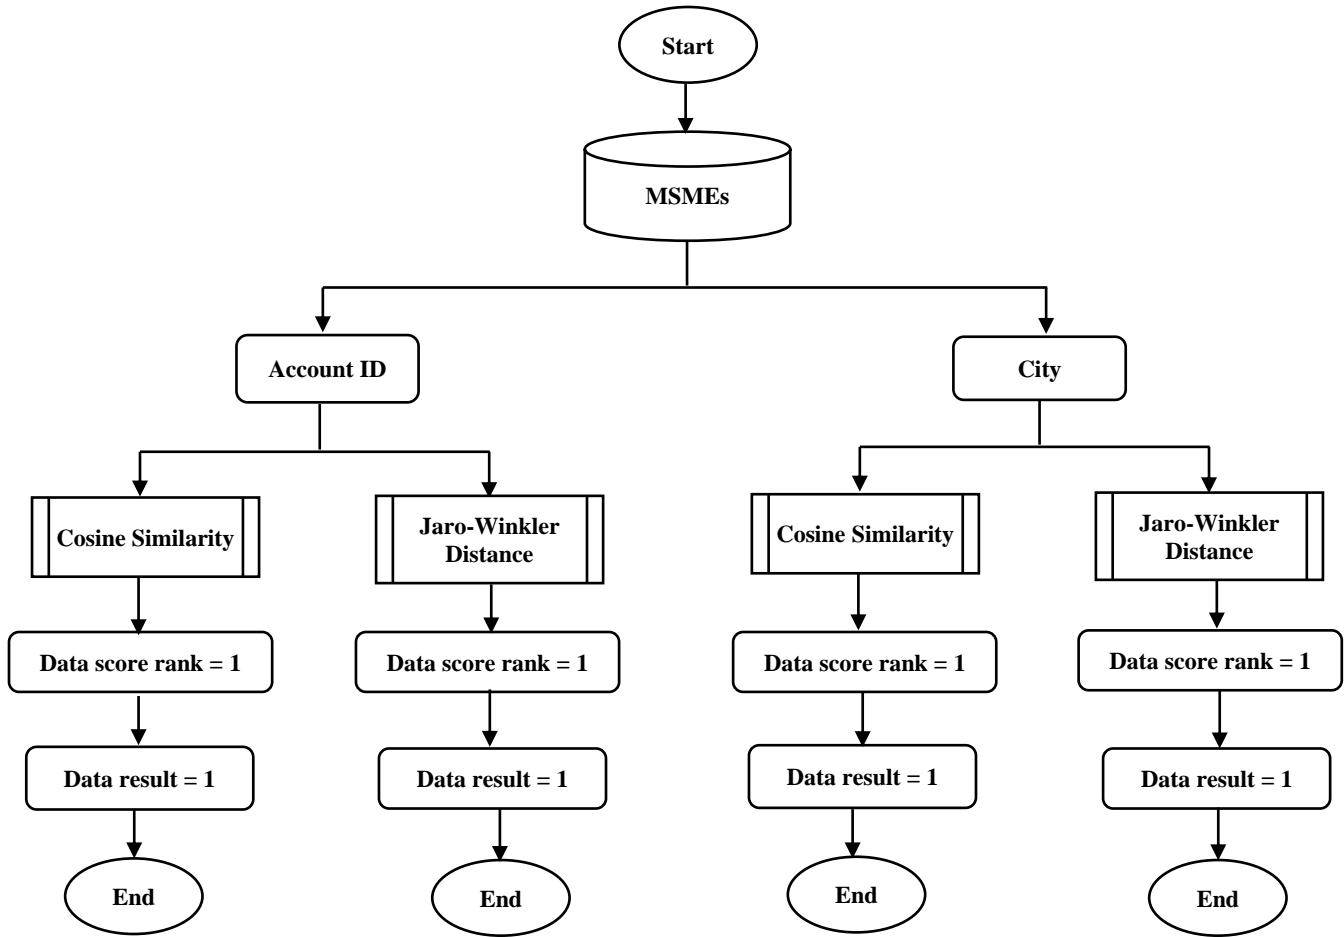 Start
MSMEs
Account ID
City
Cosine Similarity
Jaro-Winkler
Distance
Cosine Similarity
Jaro-Winkler
Distance
Data score rank = 1
Data score rank = 1
Data score rank = 1
Data score rank = 1
Data result = 1
Data result = 1
Data result = 1
Data result = 1
End
End
End
End